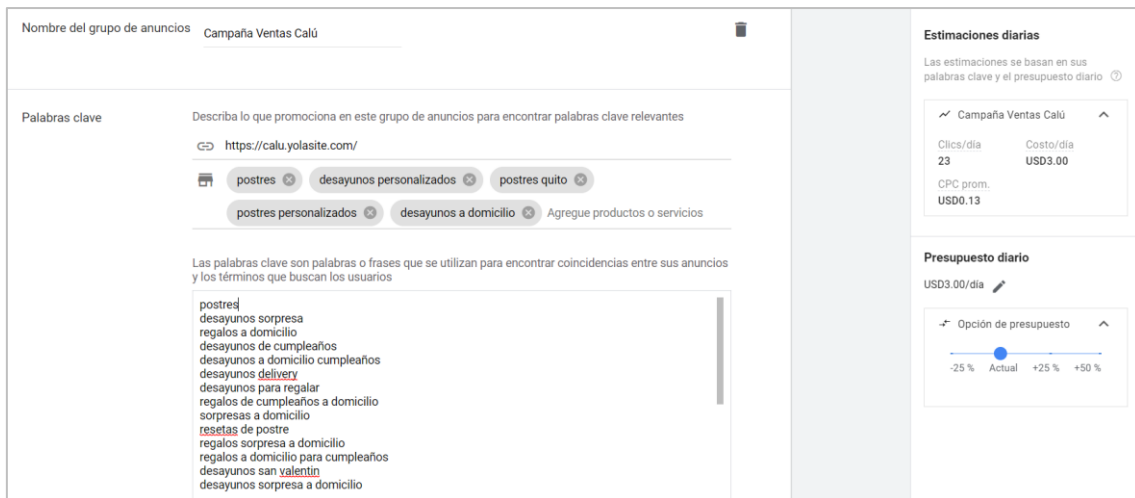 Nombre del grupo de anuncios
Campaña Ventas Calú
Palabras clave
Describa lo que promociona en este grupo de anuncios para encontrar palabras clave relevantes
https://calu.yolasite.com/
postres
desayunos personalizados
postres quito
postres personalizados
desayunos a domicilio
Agregue productos o servicios
Las palabras clave son palabras o frases que se utilizan para encontrar coincidencias entre sus anuncios
y los términos que buscan los usuarios
postres
desayunos sorpresa
regalos a domicilio
desayunos de cumpleaños
desayunos a domicilio cumpleaños
desayunos delivery
desayunos para regalar
regalos de cumpleaños a domicilio
sorpresas a domicilio
resetas de postre
regalos sorpresa a domicilio
regalos a domicilio para cumpleaños
desayunos san valentin
desayunos sorpresa a domicilio
Estimaciones diarias
Las estimaciones se basan en sus
palabras clave y el presupuesto diario
Campaña Ventas Calú
Clics/día Costo/día
23 USD3.00
CPC prom.
USD0.13
Presupuesto diario
USD3.00/día
Opción de presupuesto
-25 % Actual +25 % +50 %